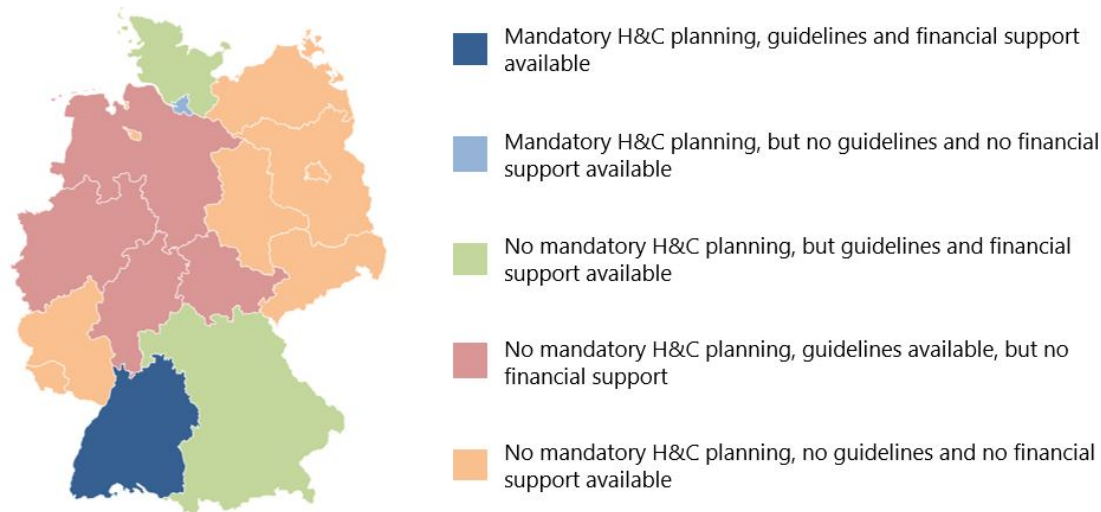 Mandatory H&C planning, guidelines and financial support
available
Mandatory H&C planning, but no guidelines and no financial
support available
No mandatory H&C planning, but guidelines and financial
support available
No mandatory H&C planning, guidelines available, but no
financial support
No mandatory H&C planning, no guidelines and no financial
support available